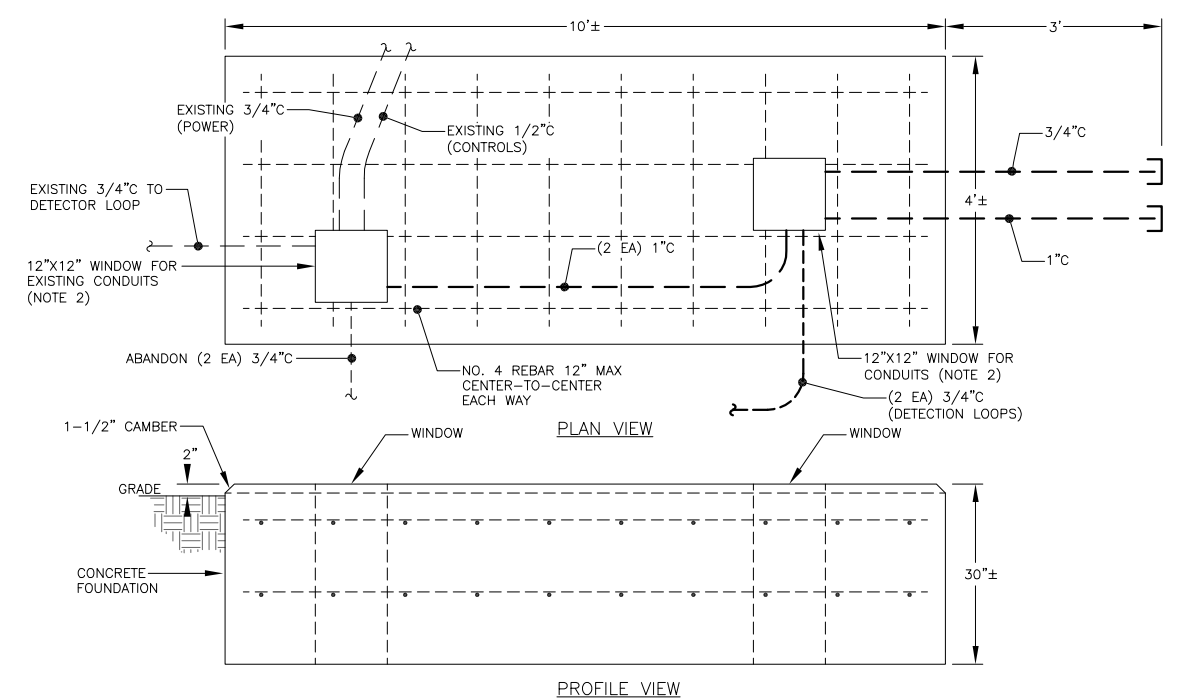 10'±
3'
EXISTING 3/4"C
(POWER)
EXISTING 1/2"C
(CONTROLS)
3/4"C
EXISTING 3/4"C TO
DETECTOR LOOP
4'±
(2 EA) 1"C
1"C
12"X12" WINDOW FOR
EXISTING CONDUITS
(NOTE 2)
ABANDON (2 EA) 3/4"C
NO. 4 REBAR 12" MAX
CENTER-TO-CENTER
EACH WAY
12"X12" WINDOW FOR
CONDUITS (NOTE 2)
(2 EA) 3/4"C
(DETECTION LOOPS)
PLAN VIEW
1-1/2" CAMBER
WINDOW
WINDOW
2"
GRADE
CONCRETE
FOUNDATION
30"±
PROFILE VIEW